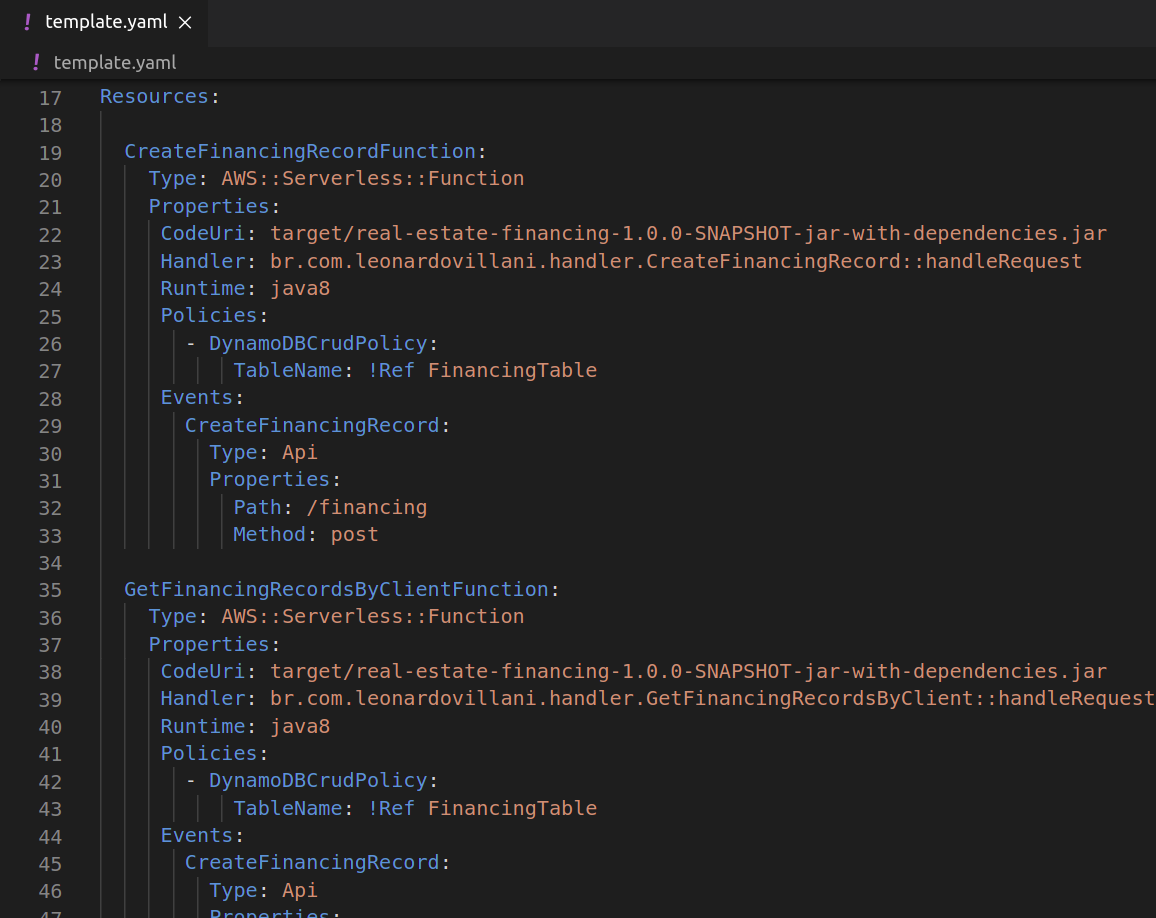 ! template.yaml ×
! template.yaml
17 Resources:
18
19 CreateFinancingRecordFunction:
20 Type: AWS::Serverless::Function
21 Properties:
22 CodeUri: target/real-estate-financing-1.0.0-SNAPSHOT-jar-with-dependencies.jar
23 Handler: br.com.leonardovillani.handler.CreateFinancingRecord::handleRequest
24 Runtime: java8
25 Policies:
26 - DynamoDBCrudPolicy:
27 TableName: !Ref FinancingTable
28 Events:
29 CreateFinancingRecord:
30 Type: Api
31 Properties:
32 Path: /financing
33 Method: post
34
35 GetFinancingRecordsByClientFunction:
36 Type: AWS::Serverless::Function
37 Properties:
38 CodeUri: target/real-estate-financing-1.0.0-SNAPSHOT-jar-with-dependencies.jar
39 Handler: br.com.leonardovillani.handler.GetFinancingRecordsByClient::handleRequest
40 Runtime: java8
41 Policies:
42 - DynamoDBCrudPolicy:
43 TableName: !Ref FinancingTable
44 Events:
45 CreateFinancingRecord:
46 Type: Api
47 Properties: